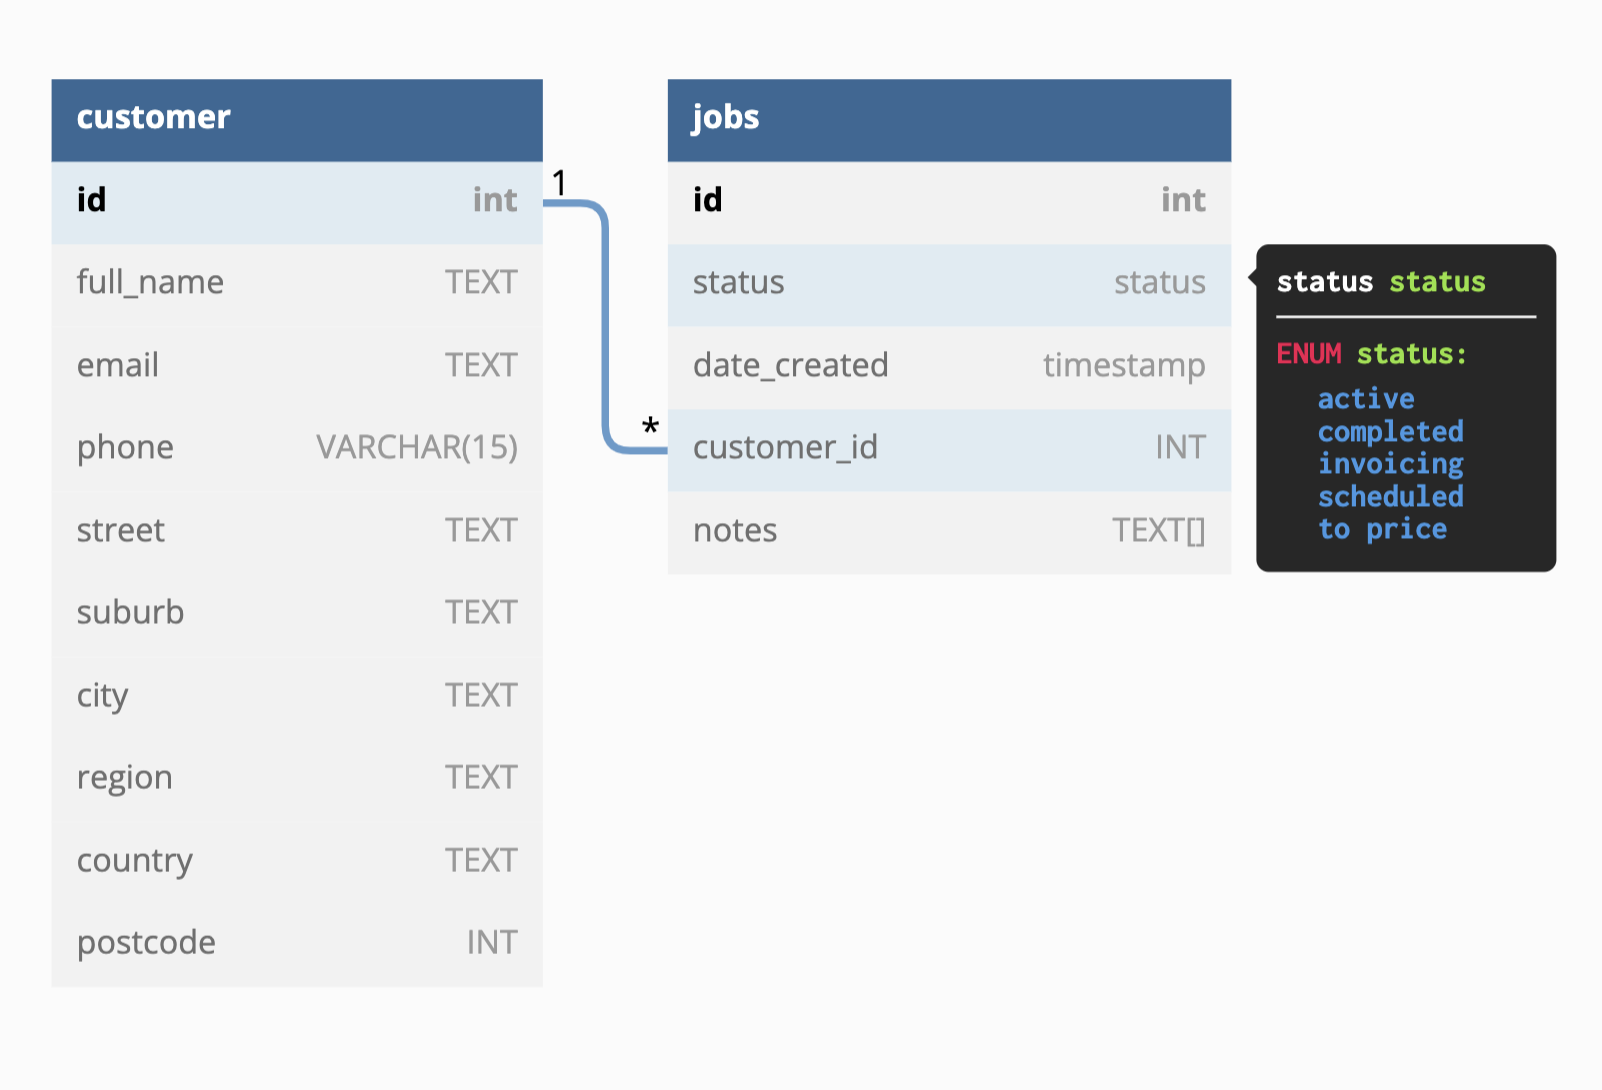 customer
id int
full_name TEXT
email TEXT
phone VARCHAR(15)
street TEXT
suburb TEXT
city TEXT
region TEXT
country TEXT
postcode INT
1
*
jobs
id int
status status
date_created timestamp
customer_id INT
notes TEXT[]
status status
ENUM status:
active
completed
invoicing
scheduled
to price